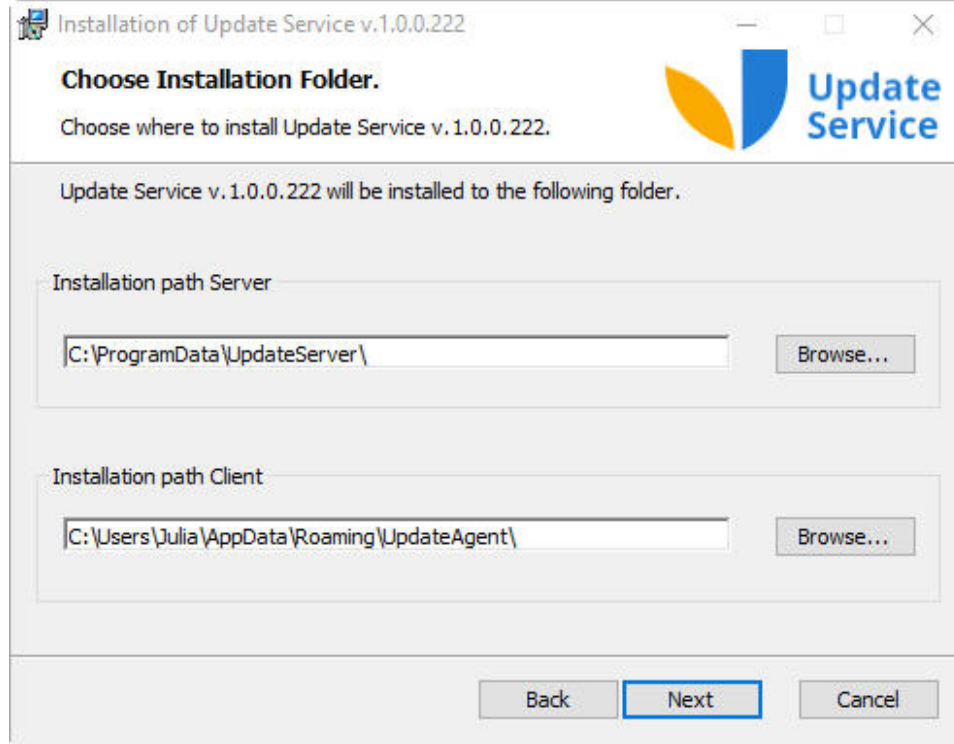 Installation of Update Service v.1.0.0.222
Choose Installation Folder.
Choose where to install Update Service v.1.0.0.222.
Update
Service
Update Service v.1.0.0.222 will be installed to the following folder.
Installation path Server
C:\ProgramData\UpdateServer\
Browse...
Installation path Client
C:\Users\Julia\AppData\Roaming\UpdateAgent\
Browse...
Back
Next
Cancel